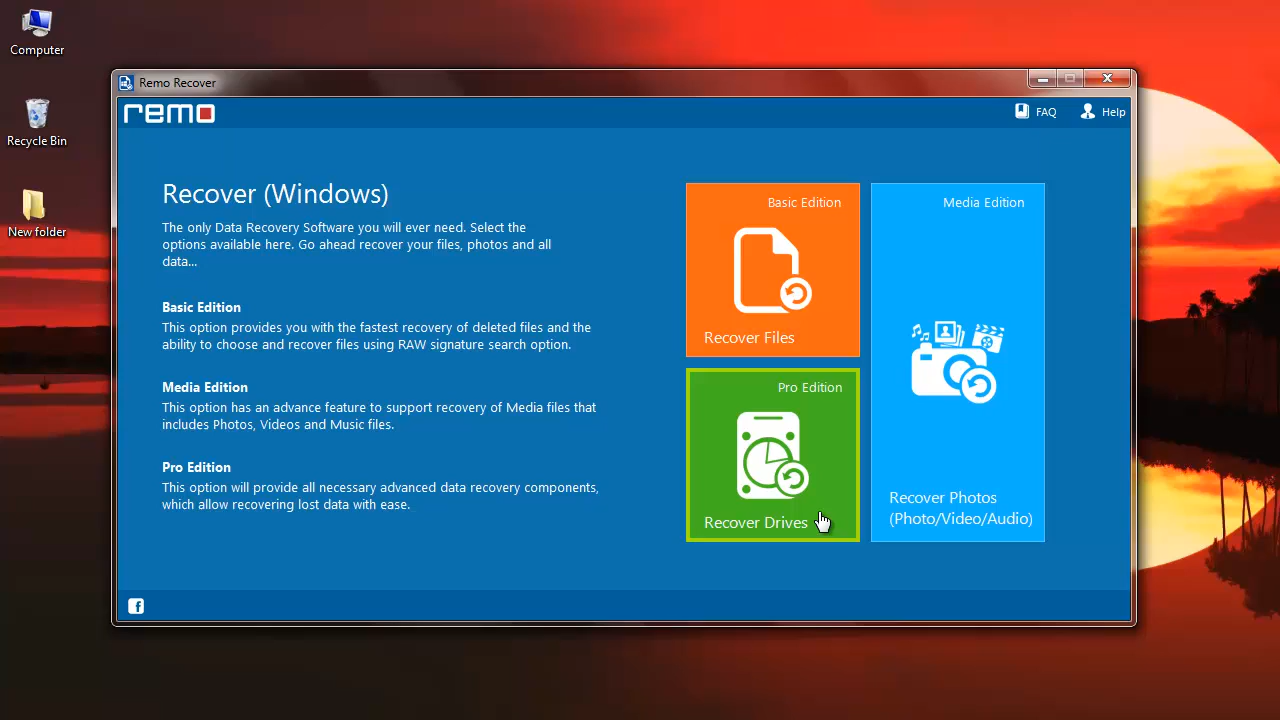 Computer
Recycle Bin
New folder
Remo Recover
remo
FAQ
Help
Recover (Windows)
The only Data Recovery Software you will ever need. Select the
options available here. Go ahead recover your files, photos and all
data...
Basic Edition
This option provides you with the fastest recovery of deleted files and the
ability to choose and recover files using RAW signature search option.
Media Edition
This option has an advance feature to support recovery of Media files that
includes Photos, Videos and Music files.
Pro Edition
This option will provide all necessary advanced data recovery components,
which allow recovering lost data with ease.
Basic Edition
Recover Files
Pro Edition
Recover Drives
Media Edition
Recover Photos
(Photo/Video/Audio)
f